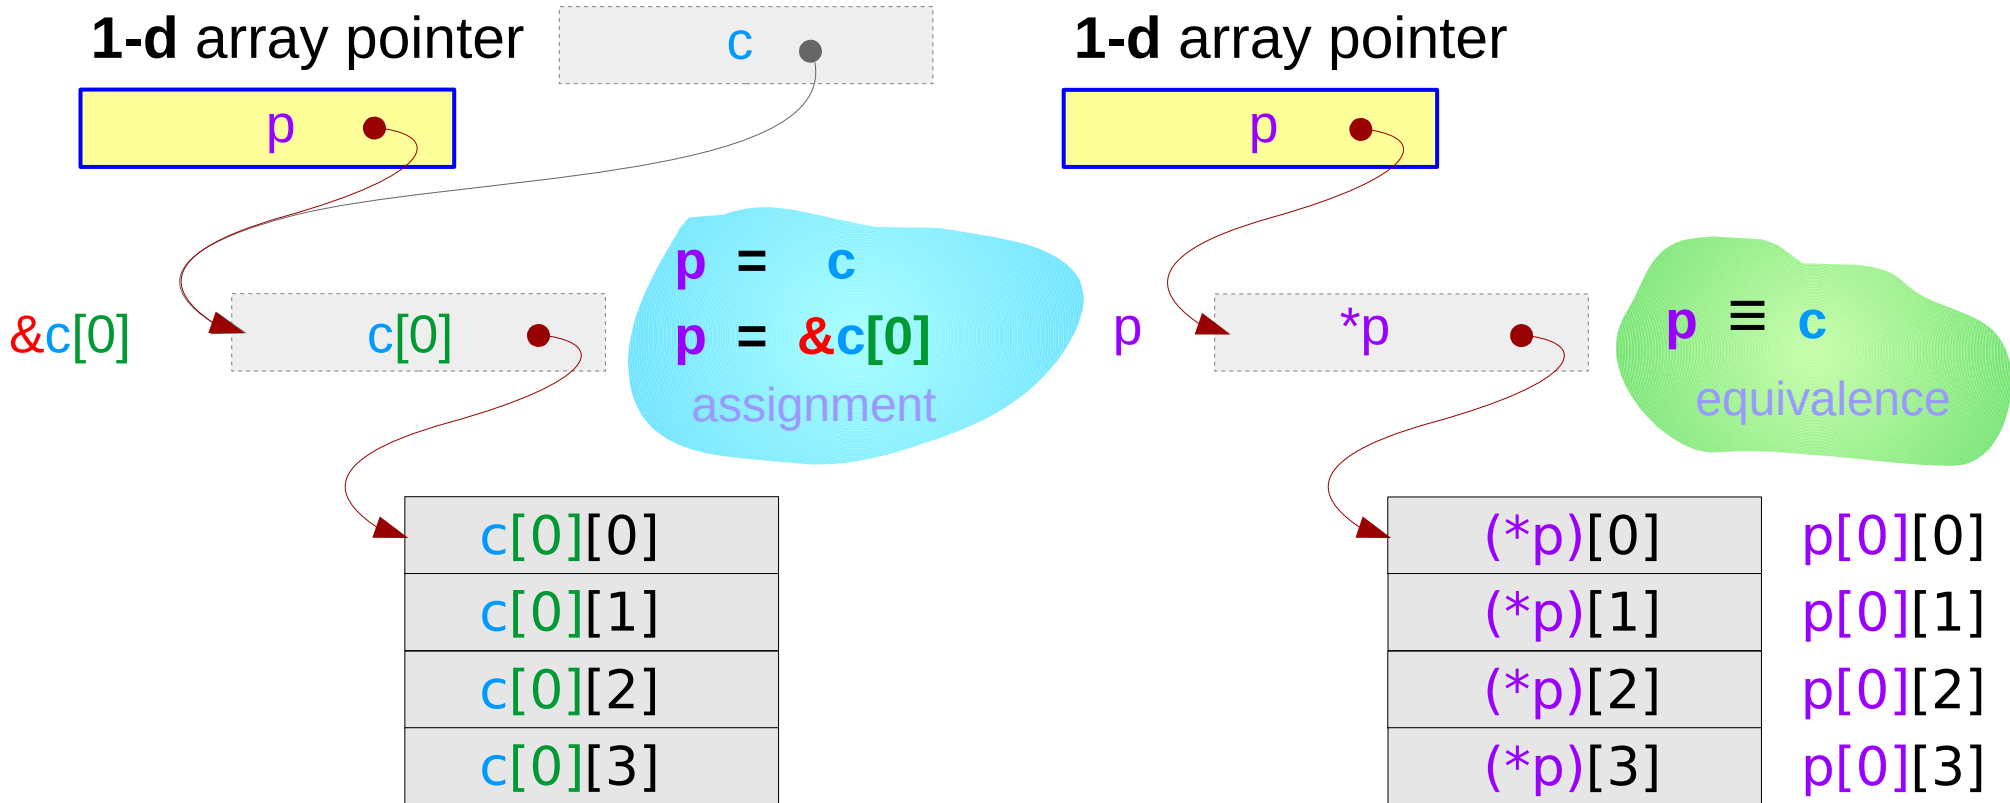 1-d array pointer
c
p
&c[0]
c[0]
p = c
p = &c[0]
assignment
c[0][0]
c[0][1]
c[0][2]
c[0][3]
1-d array pointer
p
p
*p
p ≡ c
equivalence
(*p)[0] p[0][0]
(*p)[1] p[0][1]
(*p)[2] p[0][2]
(*p)[3] p[0][3]